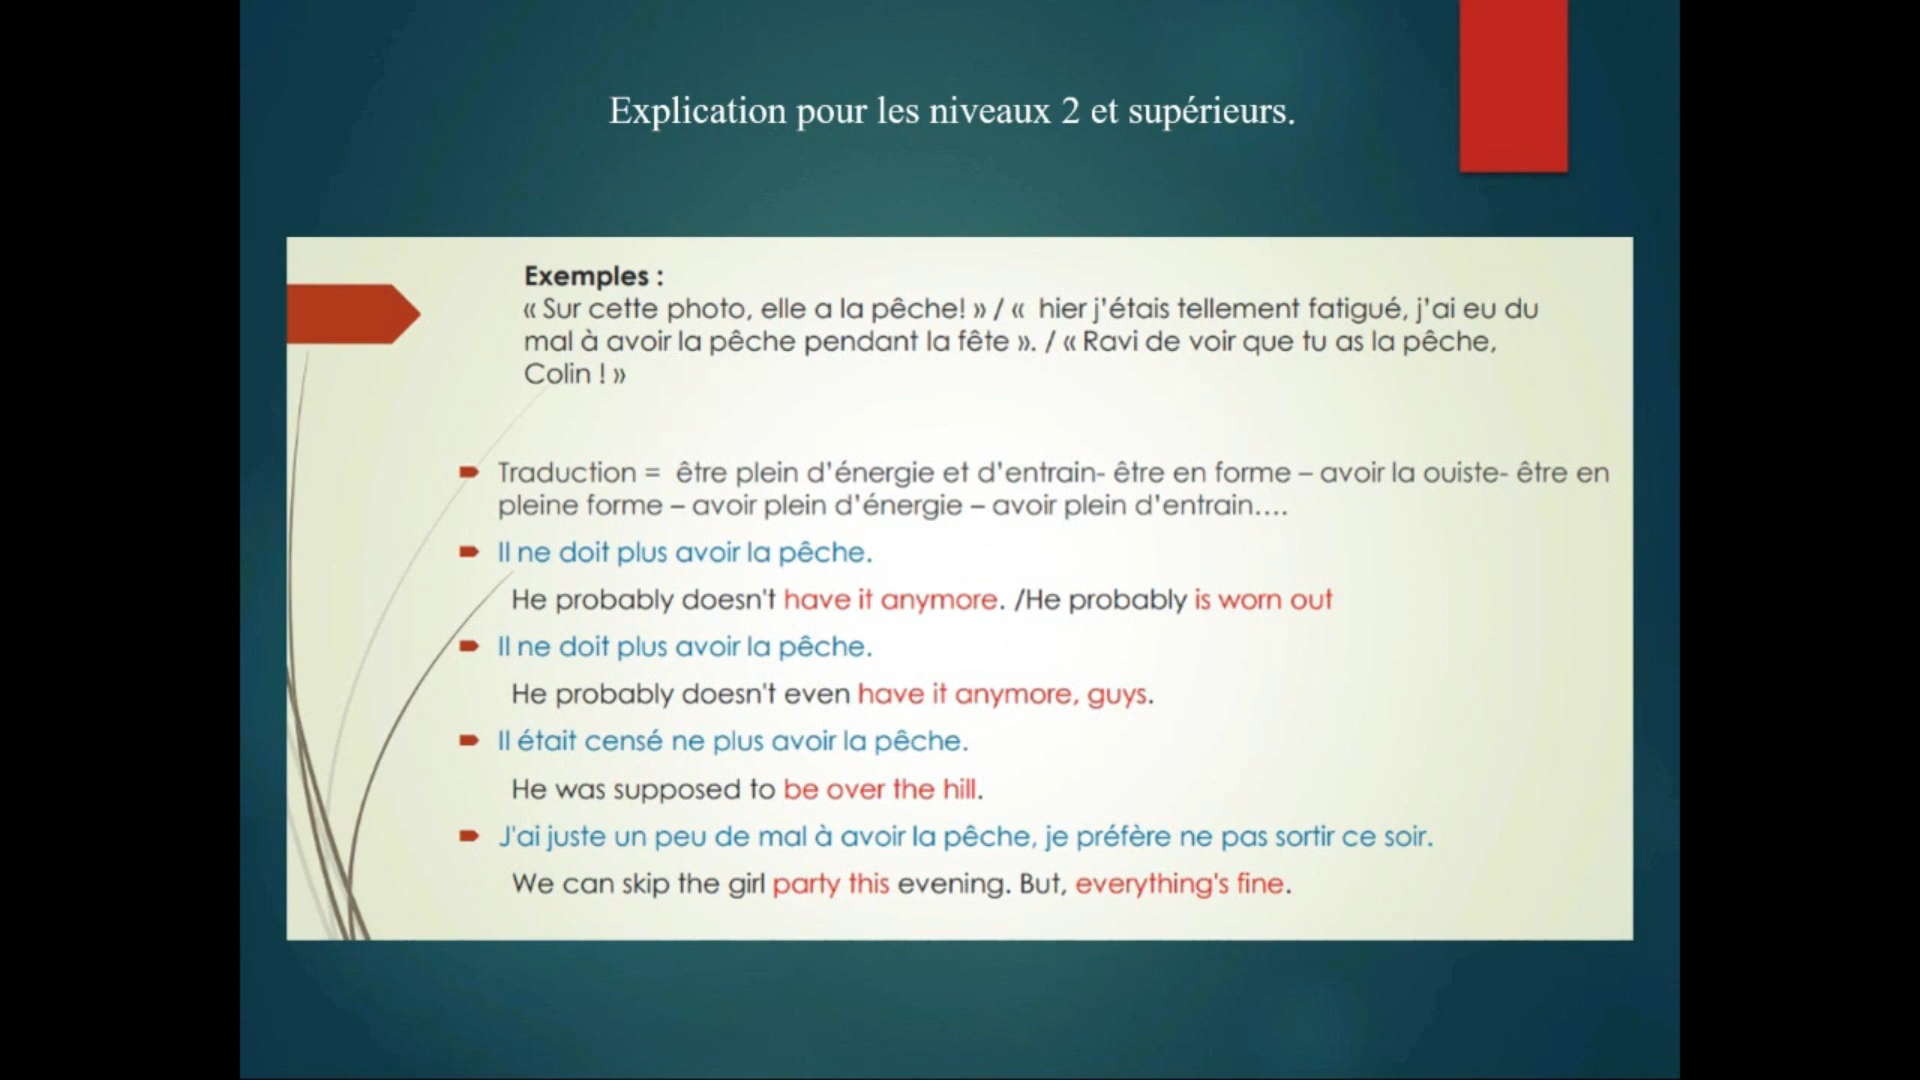 Explication pour les niveaux 2 et supérieurs.
Exemples :
« Sur cette photo, elle a la pêche! » / «  hier j'étais tellement fatigué, j'ai eu du
mal à avoir la pêche pendant la fête ». / « Ravi de voir que tu as la pêche,
Colin ! »
Traduction =  être plein d'énergie et d'entrain- être en forme – avoir la ouiste- être en
pleine forme – avoir plein d'énergie – avoir plein d'entrain….
Il ne doit plus avoir la pêche.
He probably doesn't have it anymore. /He probably is worn out
Il ne doit plus avoir la pêche.
He probably doesn't even have it anymore, guys.
Il était censé ne plus avoir la pêche.
He was supposed to be over the hill.
J'ai juste un peu de mal à avoir la pêche, je préfère ne pas sortir ce soir.
We can skip the girl party this evening. But, everything's fine.